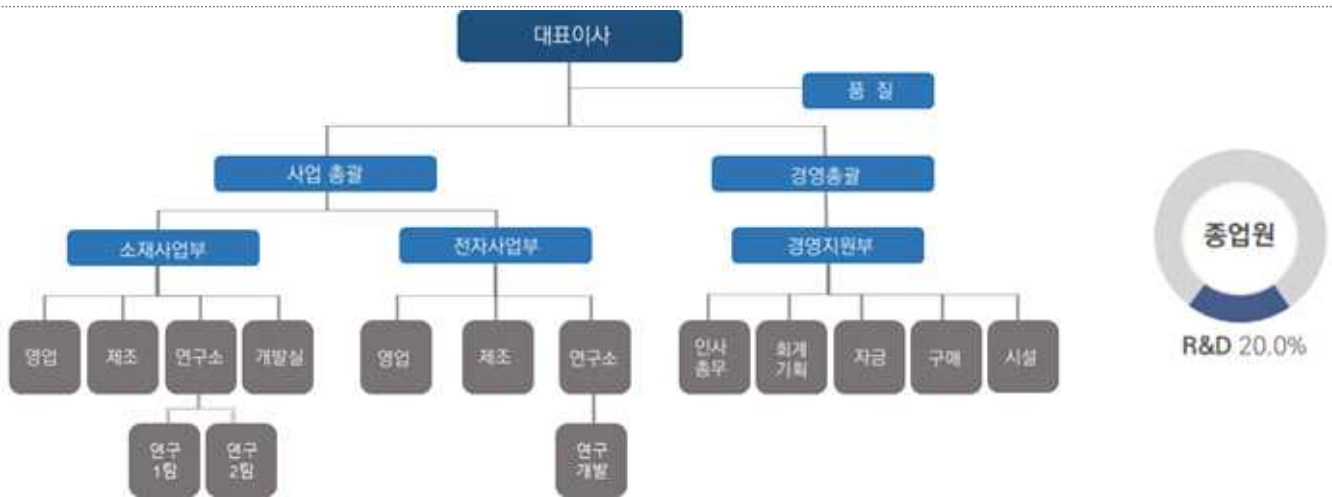 대표이사
품 질
사업 총괄
경영총괄
소재사업부
전자사업부
경영지원부
종업원
영업
제조
연구소
개발실
영업
제조
연구소
인사
총무
회계
기획
자금
구매
시설
R&D 20.0%
연구
1팀
연구
2팀
연구
개발